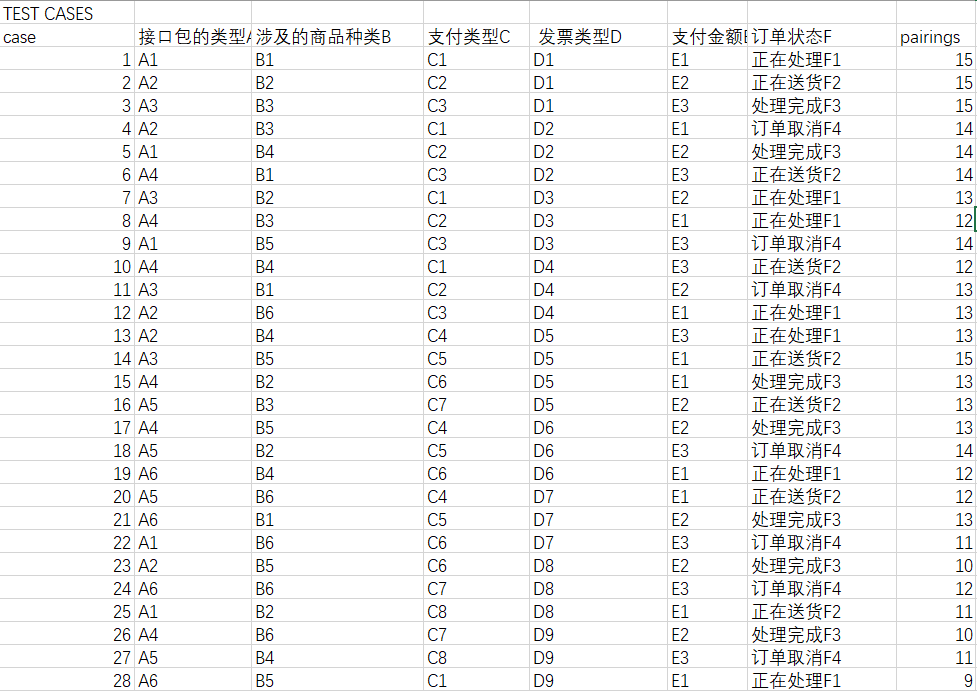 TEST CASES
case 接口包的类型A 涉及的商品种类B 支付类型C 发票类型D 支付金额E 订单状态F pairings
1 A1 B1 C1 D1 E1 正在处理F1 15
2 A2 B2 C2 D1 E2 正在送货F2 15
3 A3 B3 C3 D1 E3 处理完成F3 15
4 A2 B3 C1 D2 E1 订单取消F4 14
5 A1 B4 C2 D2 E2 处理完成F3 14
6 A4 B1 C3 D2 E3 正在送货F2 14
7 A3 B2 C1 D3 E2 正在处理F1 13
8 A4 B3 C2 D3 E1 正在处理F1 12
9 A1 B5 C3 D3 E3 订单取消F4 14
10 A4 B4 C1 D4 E3 正在送货F2 12
11 A3 B1 C2 D4 E2 订单取消F4 13
12 A2 B6 C3 D4 E1 正在处理F1 13
13 A2 B4 C4 D5 E3 正在处理F1 13
14 A3 B5 C5 D5 E1 正在送货F2 15
15 A4 B2 C6 D5 E1 处理完成F3 13
16 A5 B3 C7 D5 E2 正在送货F2 13
17 A4 B5 C4 D6 E2 处理完成F3 13
18 A5 B2 C5 D6 E3 订单取消F4 14
19 A6 B4 C6 D6 E1 正在处理F1 12
20 A5 B6 C4 D7 E1 正在送货F2 12
21 A6 B1 C5 D7 E2 处理完成F3 13
22 A1 B6 C6 D7 E3 订单取消F4 11
23 A2 B5 C6 D8 E2 处理完成F3 10
24 A6 B6 C7 D8 E3 订单取消F4 12
25 A1 B2 C8 D8 E1 正在送货F2 11
26 A4 B6 C7 D9 E2 处理完成F3 10
27 A5 B4 C8 D9 E3 订单取消F4 11
28 A6 B5 C1 D9 E1 正在处理F1 9